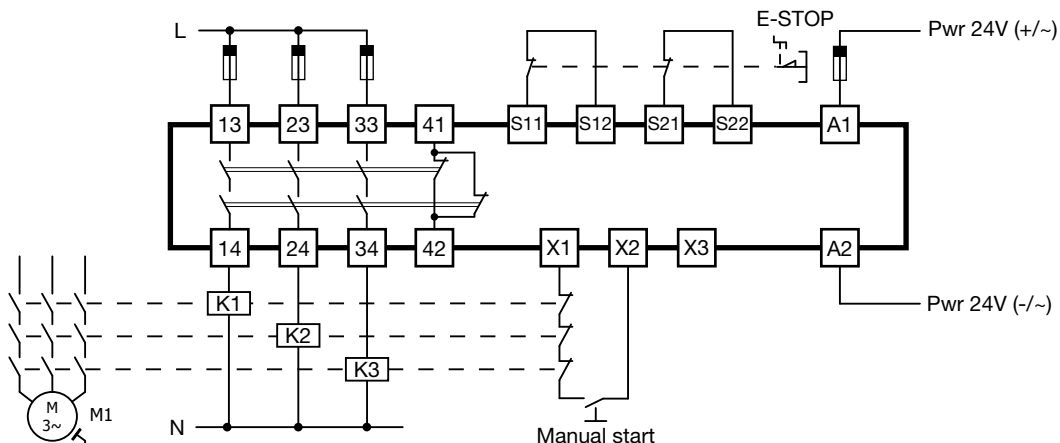 E-STOP
L
Pwr 24V (+/~)
13 23 33 41 S11 S12 S21 S22 A1
14 24 34 42 X1 X2 X3 A2
K1
Pwr 24V (-/~)
K2
K3
M
3~
M1
N
Manual start